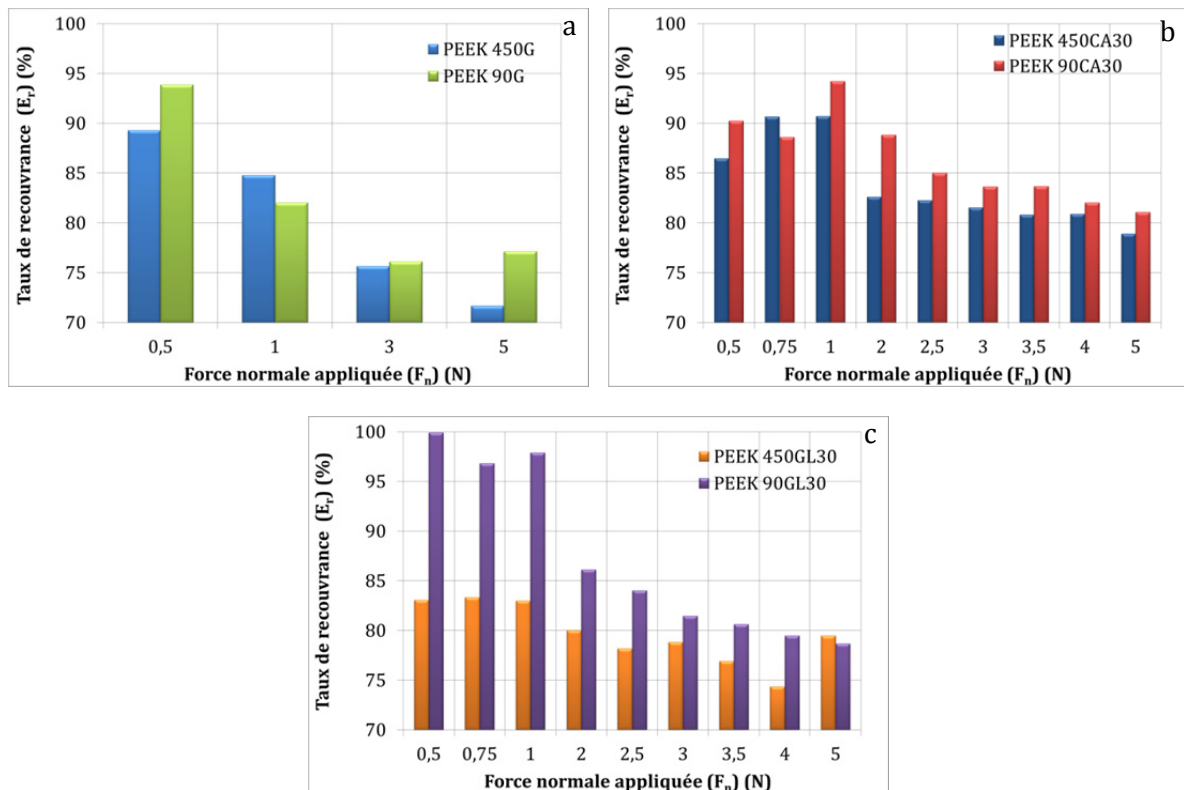 a
Taux de recouvrance (Er) (%)
100
95
90
85
80
75
70
PEEK 450G
PEEK 90G
0,5 1 3 5
Force normale appliquée (Fn) (N)
b
Taux de recouvrance (Er) (%)
100
95
90
85
80
75
70
PEEK 450CA30
PEEK 90CA30
0,5 0,75 1 2 2,5 3 3,5 4 5
Force normale appliquée (Fn) (N)
c
Taux de recouvrance (Er) (%)
100
95
90
85
80
75
70
PEEK 450GL30
PEEK 90GL30
0,5 0,75 1 2 2,5 3 3,5 4 5
Force normale appliquée (Fn) (N)